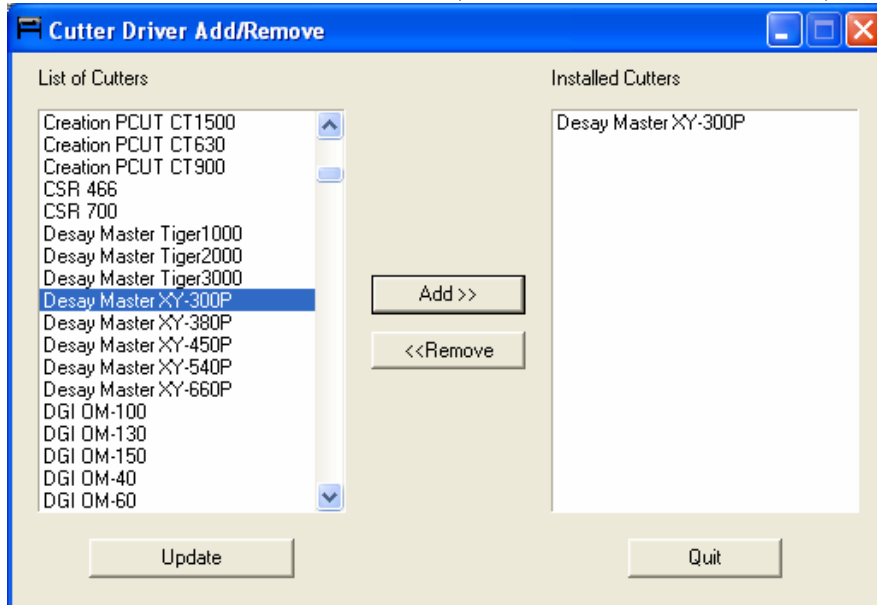 Cutter Driver Add/Remove
List of Cutters
Installed Cutters
Creation PCUT CT1500
Creation PCUT CT630
Creation PCUT CT900
CSR 466
CSR 700
Desay Master Tiger1000
Desay Master Tiger2000
Desay Master Tiger3000
Desay Master XY-300P
Desay Master XY-380P
Desay Master XY-450P
Desay Master XY-540P
Desay Master XY-660P
DGI OM-100
DGI OM-130
DGI OM-150
DGI OM-40
DGI OM-60
Add >>
<<Remove
Desay Master XY-300P
Update
Quit